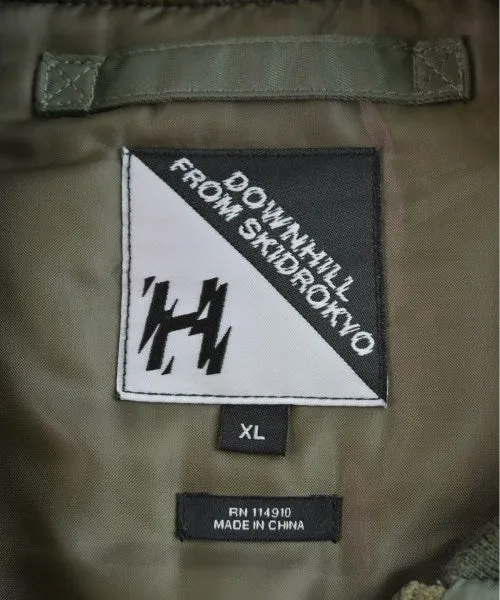 DOWNHILL
FROM SKIDROKYO
H
XL
RN 114910
MADE IN CHINA